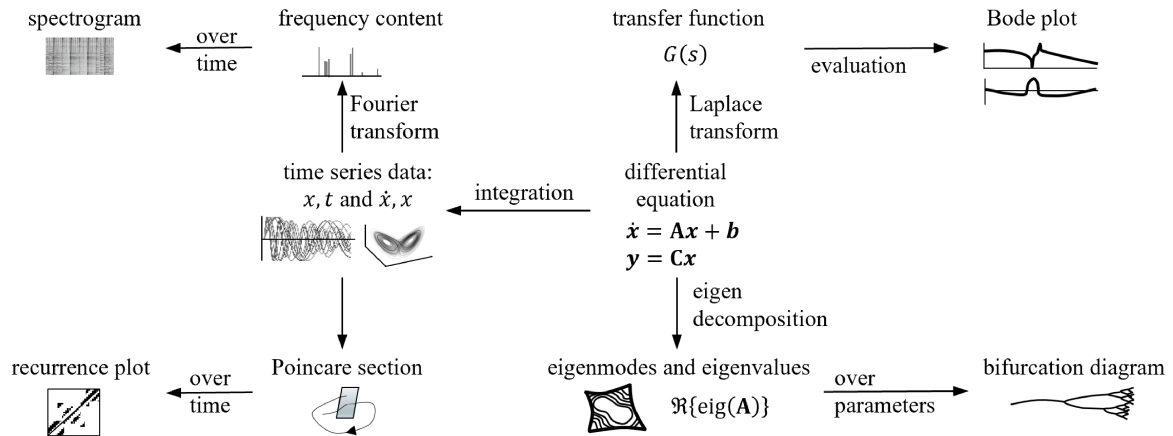 spectrogram
over
time
frequency content
transfer function
G(s)
evaluation
Bode plot
Fourier
transform
Laplace
transform
time series data:
x, t and ẋ, x
integration
differential
equation
ẋ = Ax + b
y = Cx
eigen
decomposition
recurrence plot
over
time
Poincare section
eigenmodes and eigenvalues
ℜ{eig(A)}
over
parameters
bifurcation diagram